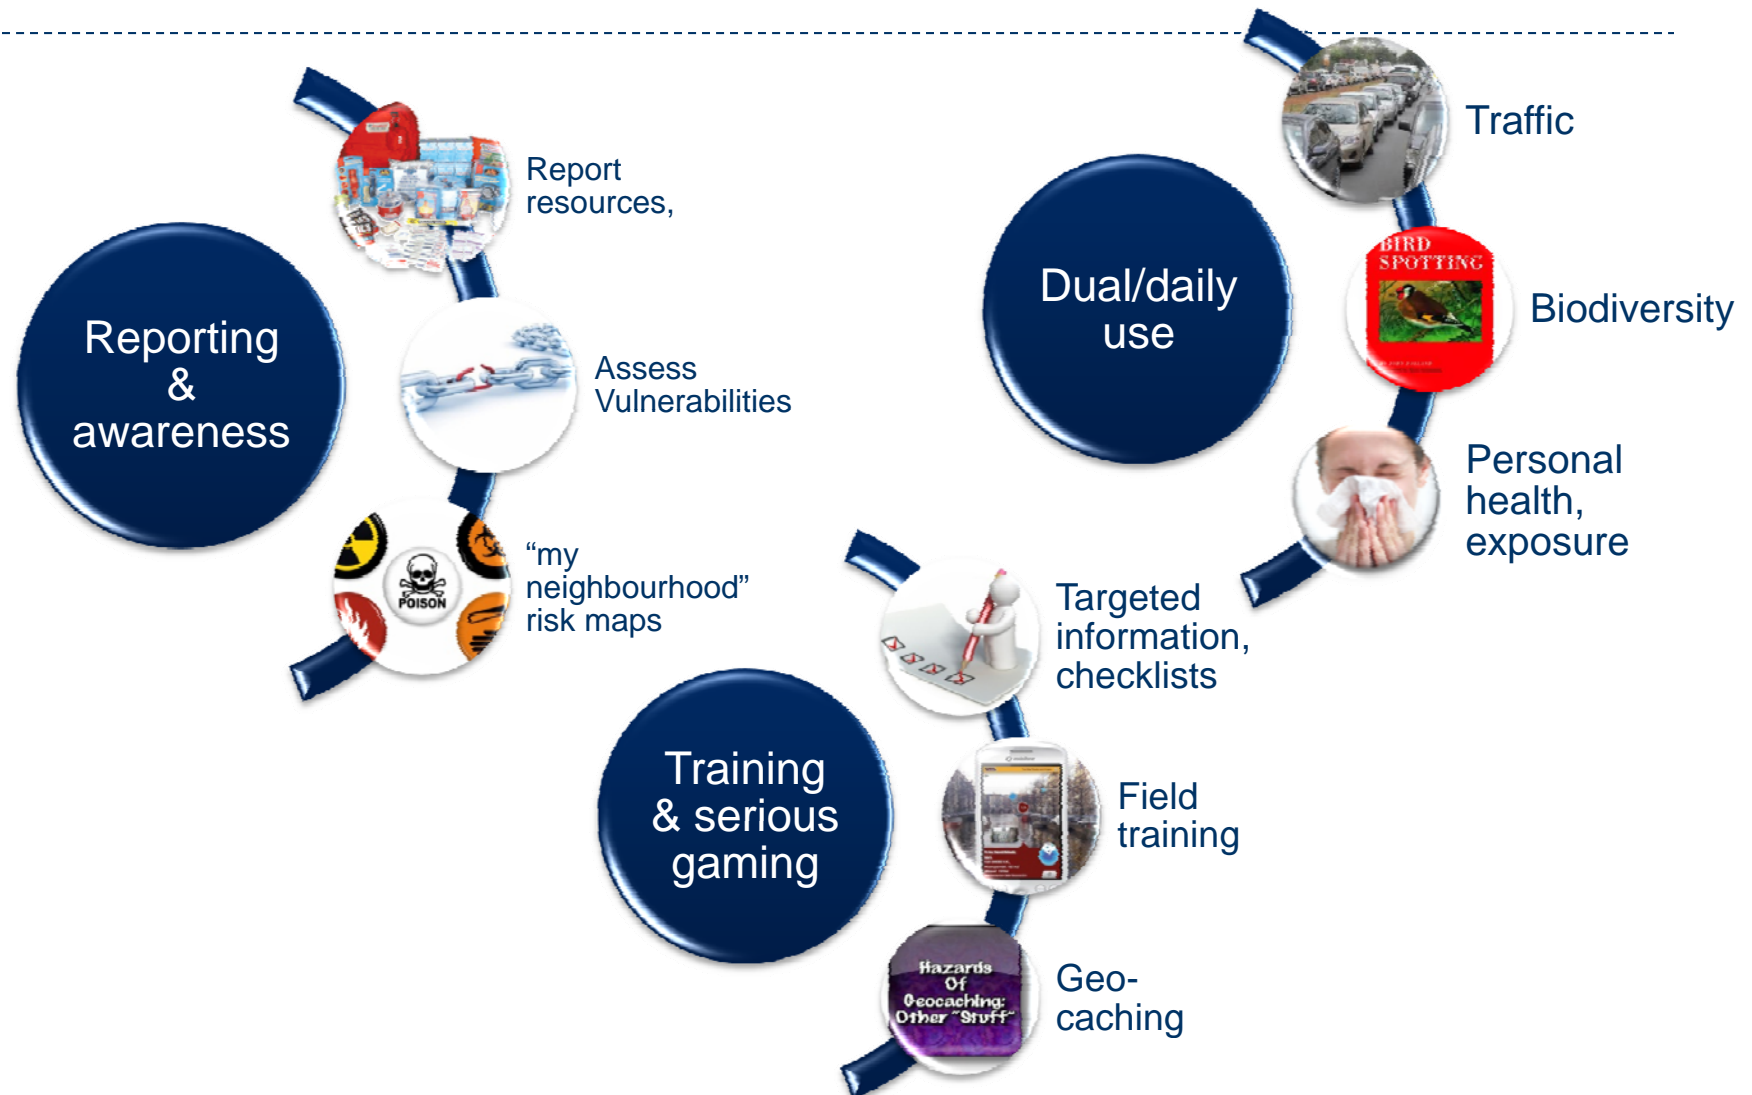 Reporting
&
awareness
Report
resources,
Assess
Vulnerabilities
“my
neighbourhood”
risk maps
POISON
Dual/daily
use
Traffic
BIRD
SPOTTING
Biodiversity
Personal
health,
exposure
Training
& serious
gaming
Targeted
information,
checklists
Field
training
Hazards
Of
Geocaching:
Other "Stuff"
Geo-
caching